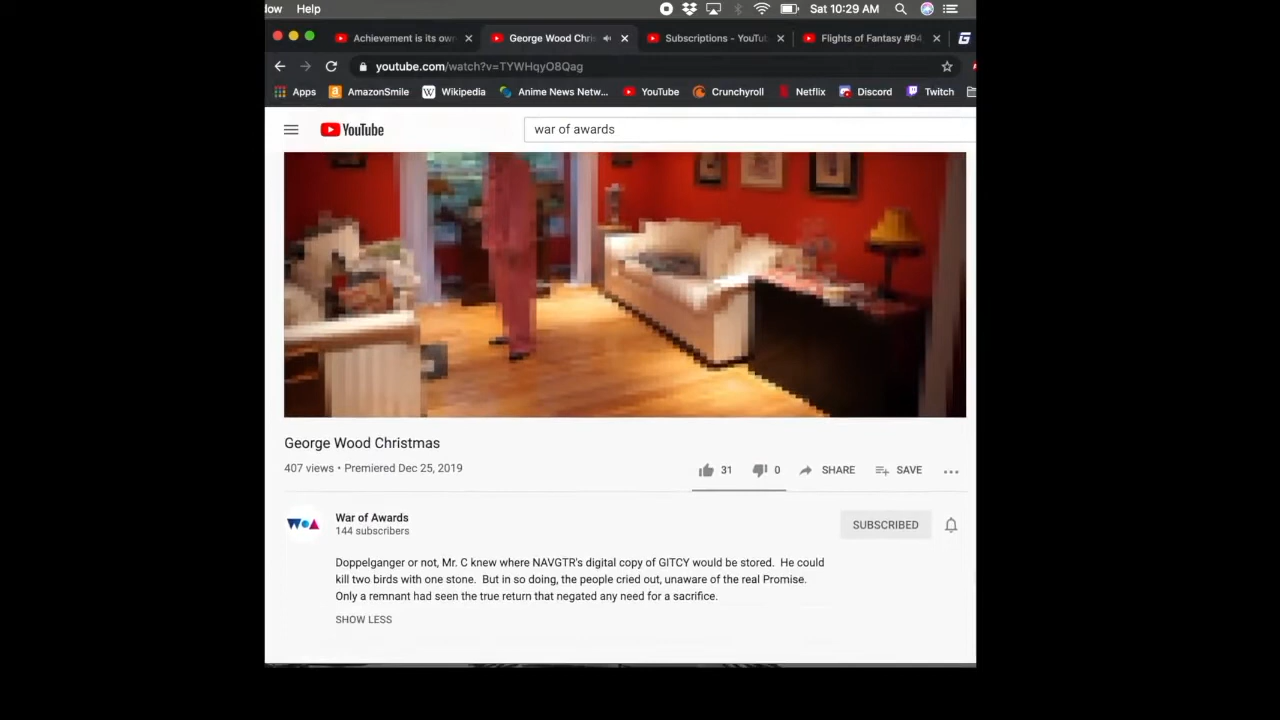 low Help Sat 10:29 AM
Achievement is its own George Wood Chri Subscriptions - YouTu Flights of Fantasy #94
youtube.com/watch?v=TYWHqyO8Qag
Apps AmazonSmile Wikipedia Anime News Netw... YouTube Crunchyroll Netflix Discord Twitch
YouTube war of awards
George Wood Christmas
407 views • Premiered Dec 25, 2019
31 0 SHARE SAVE
WOA War of Awards SUBSCRIBED
144 subscribers
Doppelganger or not, Mr. C knew where NAVGTR's digital copy of GITCY would be stored. He could
kill two birds with one stone. But in so doing, the people cried out, unaware of the real Promise.
Only a remnant had seen the true return that negated any need for a sacrifice.
SHOW LESS